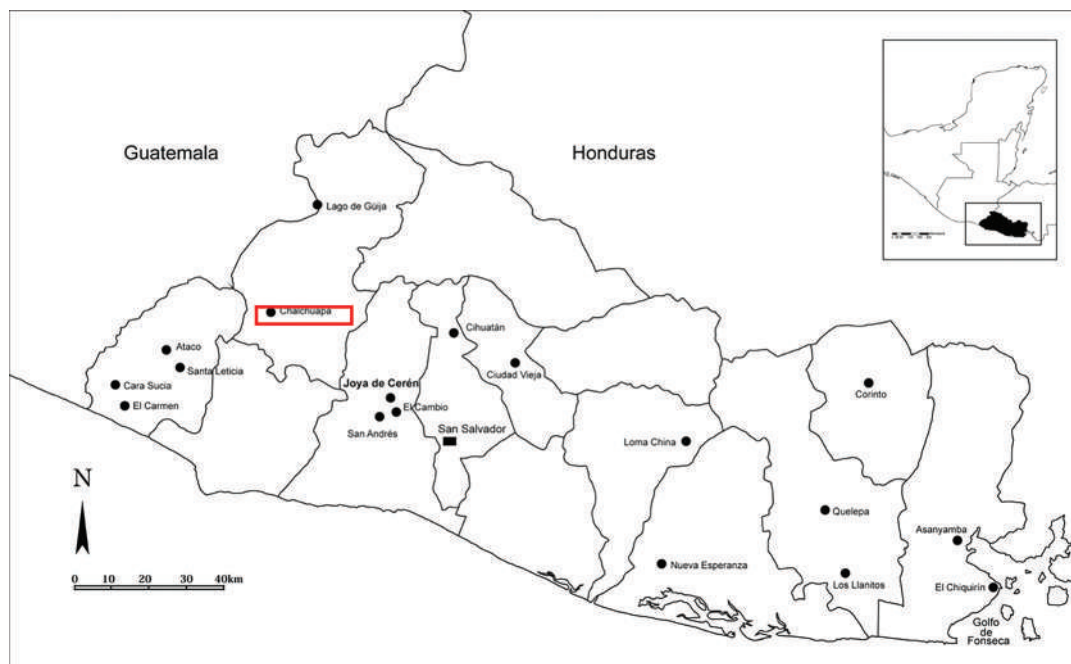 Guatemala
Honduras
Lago de Güija
Chalchuapa
Cihuatán
Ataco
Santa Leticia
Ciudad Vieja
Cara Sucia
Joya de Cerén
Corinto
El Carmen
El Cambio
San Andrés
San Salvador
Loma China
N
Quelepa
Asanyamba
Nueva Esperanza
Los Llanitos
El Chiquirín
0 10 20 30 40km
Golfo
de
Fonseca